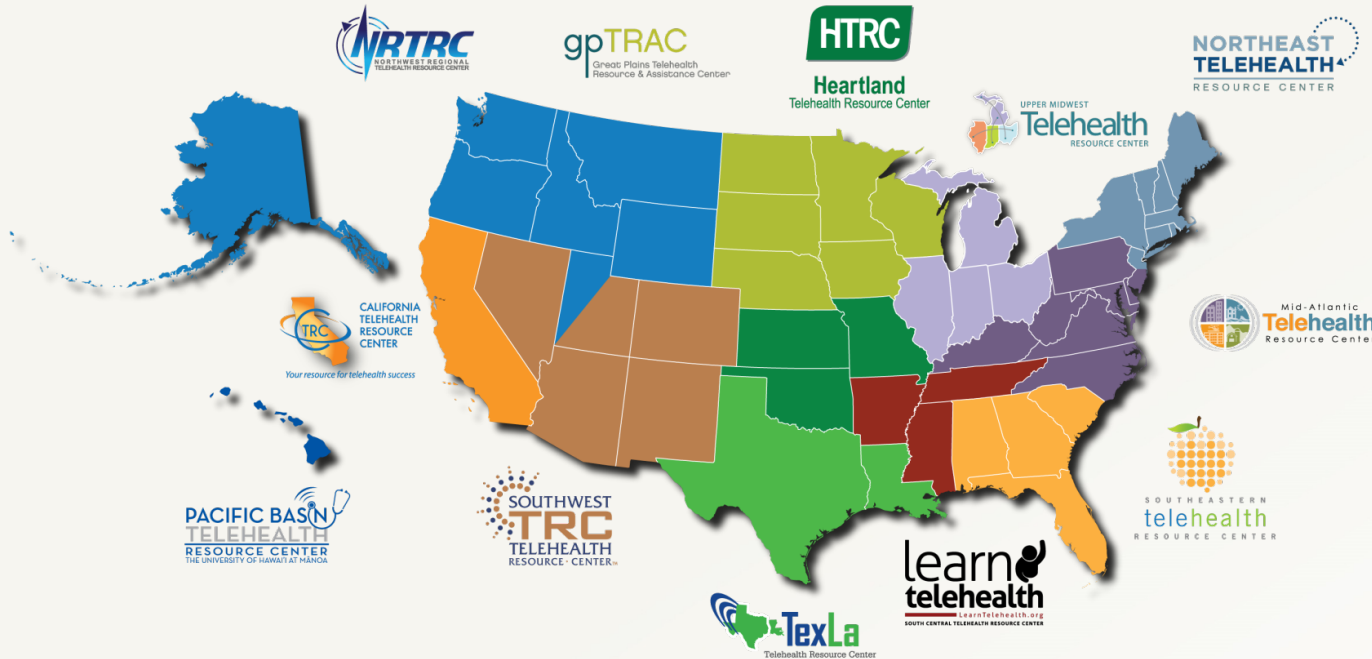 NRTRC
NORTHWEST REGIONAL
TELEHEALTH RESOURCE CENTER
gpTRAC
Great Plains Telehealth
Resource & Assistance Center
HTRC
Heartland
Telehealth Resource Center
NORTHEAST
TELEHEALTH
RESOURCE CENTER
UPPER MIDWEST
Telehealth
RESOURCE CENTER
TRC
CALIFORNIA
TELEHEALTH
RESOURCE
CENTER
Your resource for telehealth success
Mid-Atlantic
Telehealth
Resource Center
PACIFIC BASIN
TELEHEALTH
RESOURCE CENTER
THE UNIVERSITY OF HAWAI'I AT MĀNOA
SOUTHWEST
TRC
TELEHEALTH
RESOURCE · CENTER
SOUTHEASTERN
telehealth
RESOURCE CENTER
learn
telehealth
LearnTelehealth.org
SOUTH CENTRAL TELEHEALTH RESOURCE CENTER
TexLa
Telehealth Resource Center